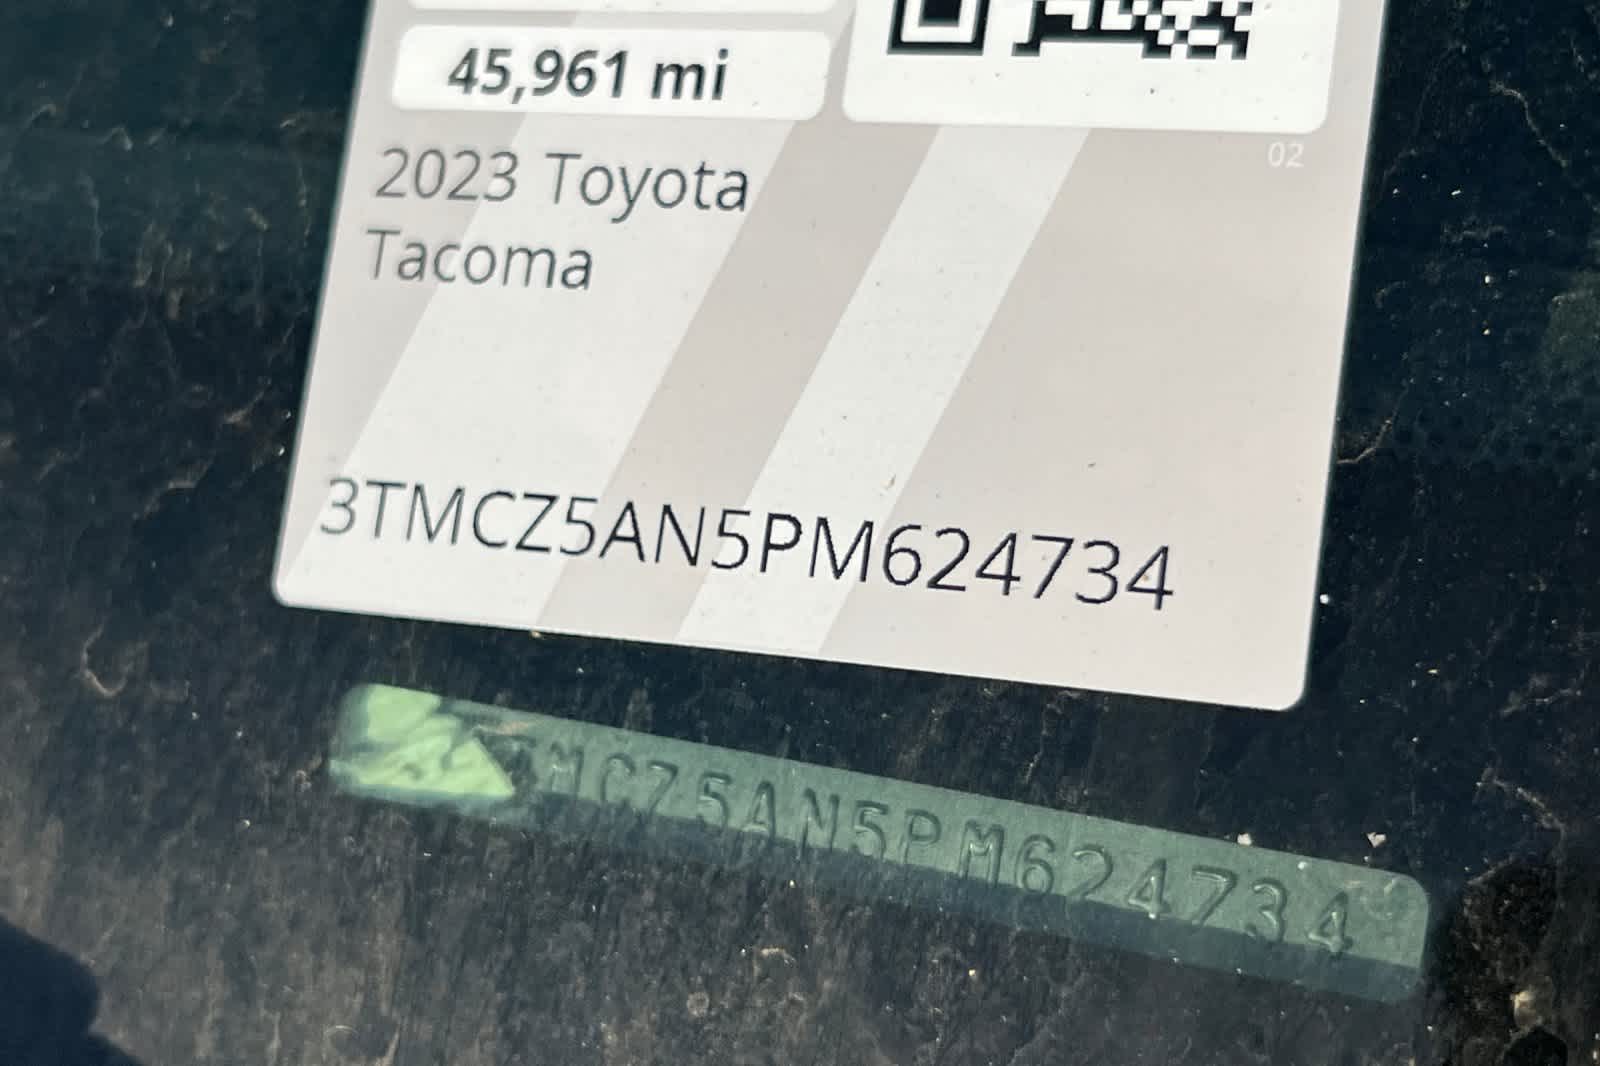 45,961 mi
02
2023 Toyota
Tacoma
3TMCZ5AN5PM624734
MCZ5AN5PM624734